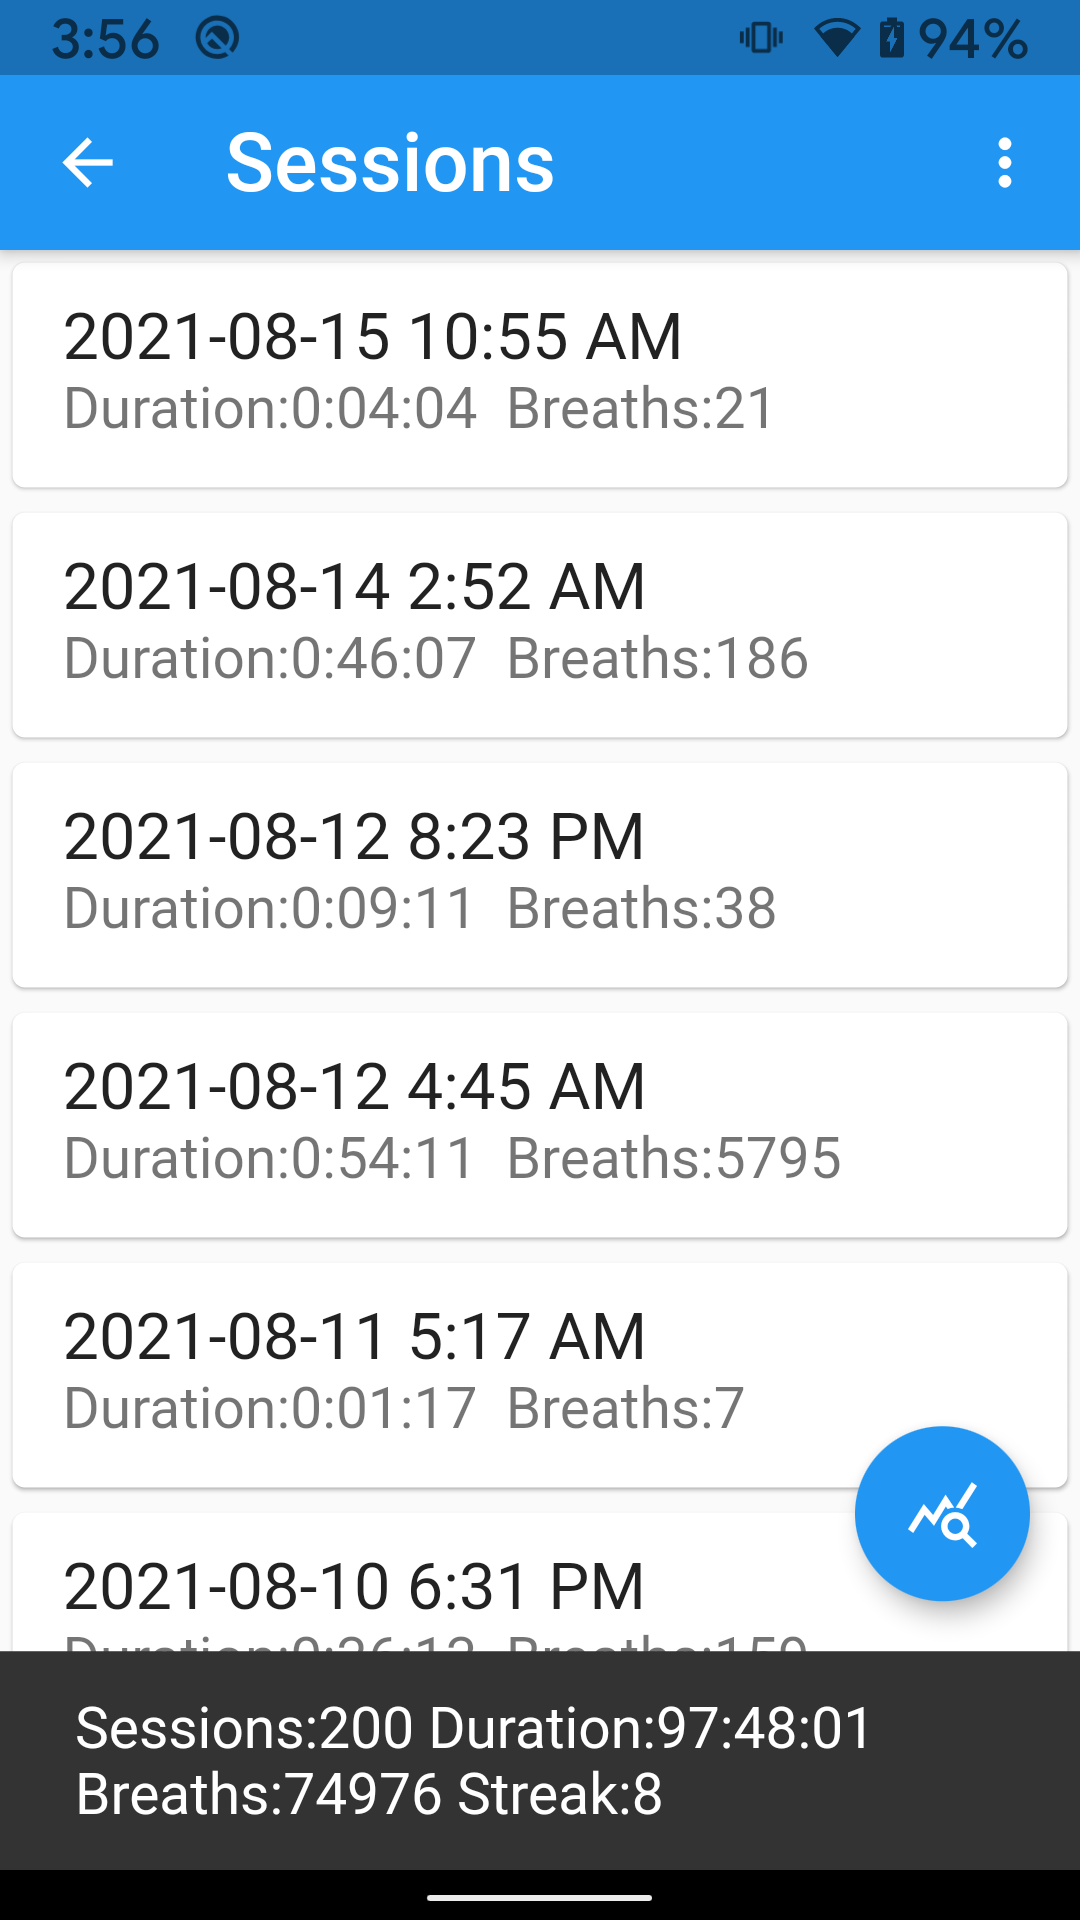 3:56 94%
Sessions
2021-08-15 10:55 AM
Duration:0:04:04 Breaths:21
2021-08-14 2:52 AM
Duration:0:46:07 Breaths:186
2021-08-12 8:23 PM
Duration:0:09:11 Breaths:38
2021-08-12 4:45 AM
Duration:0:54:11 Breaths:5795
2021-08-11 5:17 AM
Duration:0:01:17 Breaths:7
2021-08-10 6:31 PM
Sessions:200 Duration:97:48:01
Breaths:74976 Streak:8